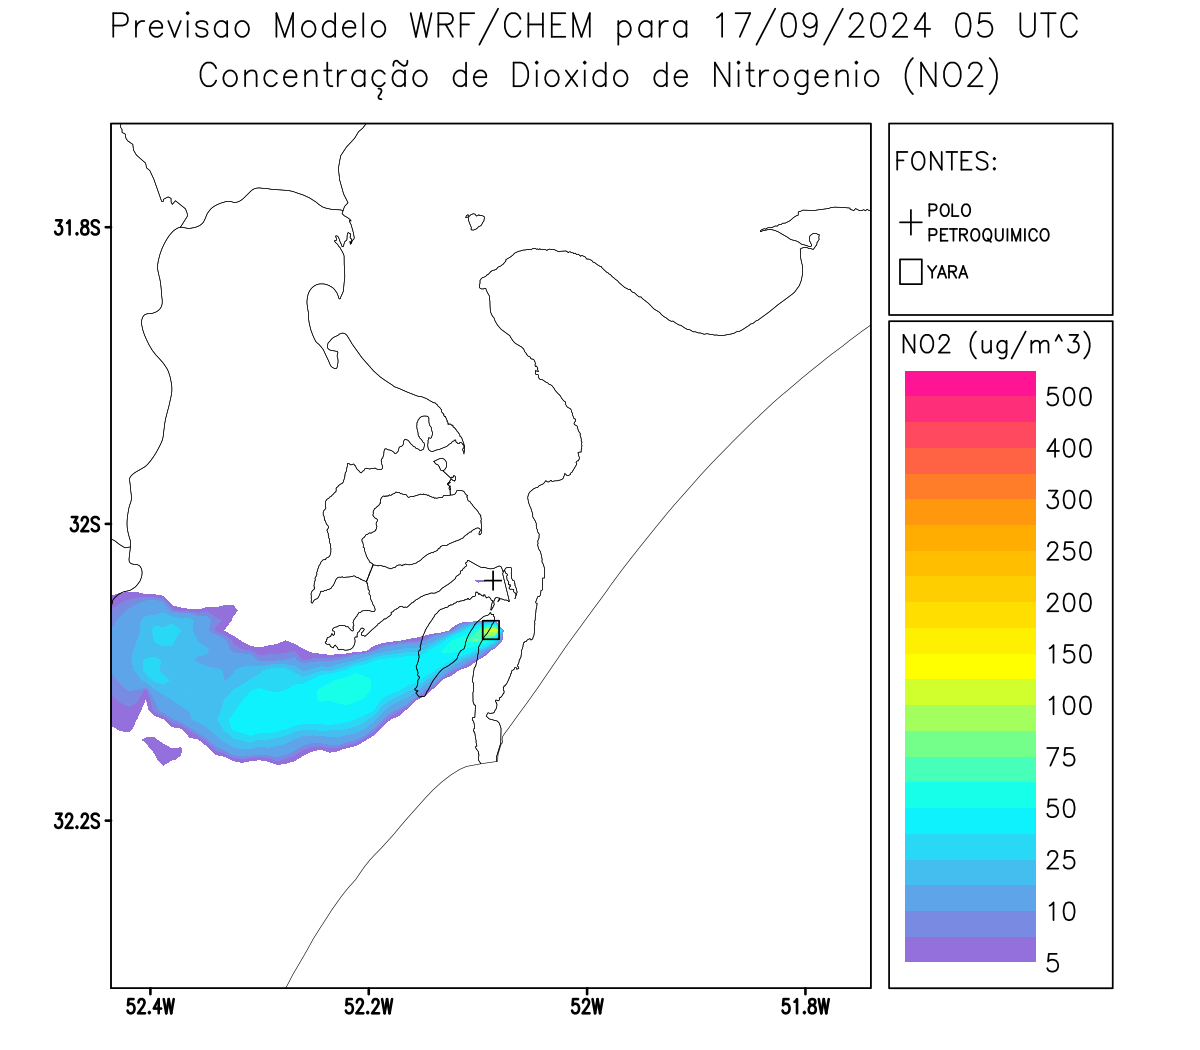 Previsao Modelo WRF/CHEM para 17/09/2024 05 UTC
Concentração de Dioxido de Nitrogenio (NO2)
FONTES:
POLO
PETROQUIMICO
YARA
NO2 (ug/m^3)
500
400
300
250
200
150
100
75
50
25
10
5
31.8S
32S
32.2S
52.4W
52.2W
52W
51.8W